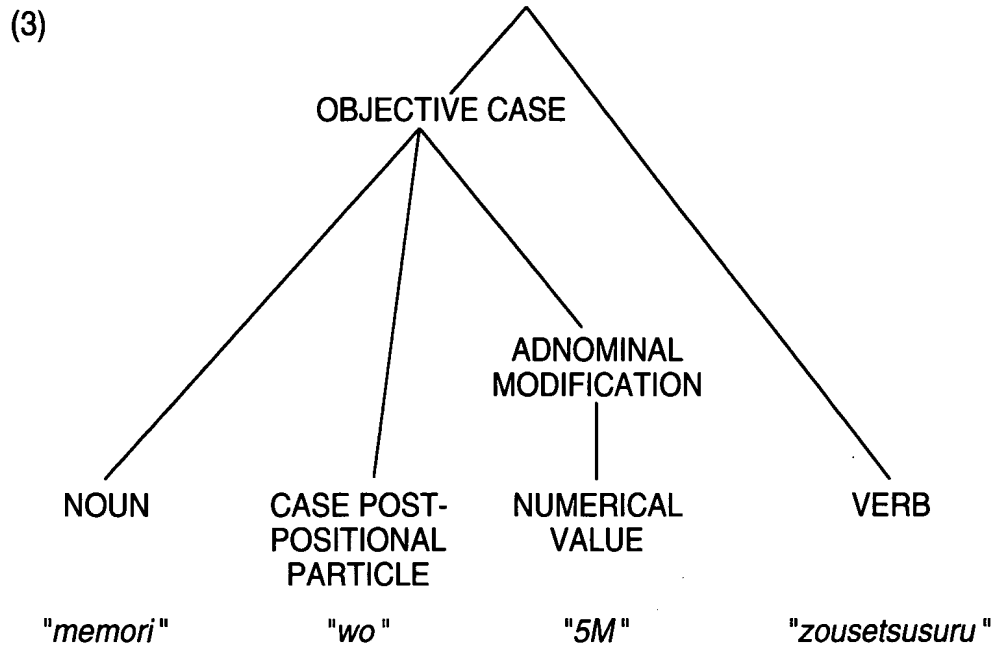 (3)
OBJECTIVE CASE
ADNOMINAL
MODIFICATION
NOUN
CASE POST-
POSITIONAL
PARTICLE
NUMERICAL
VALUE
VERB
"memori"
"wo"
"5M"
"zousetsusuru"